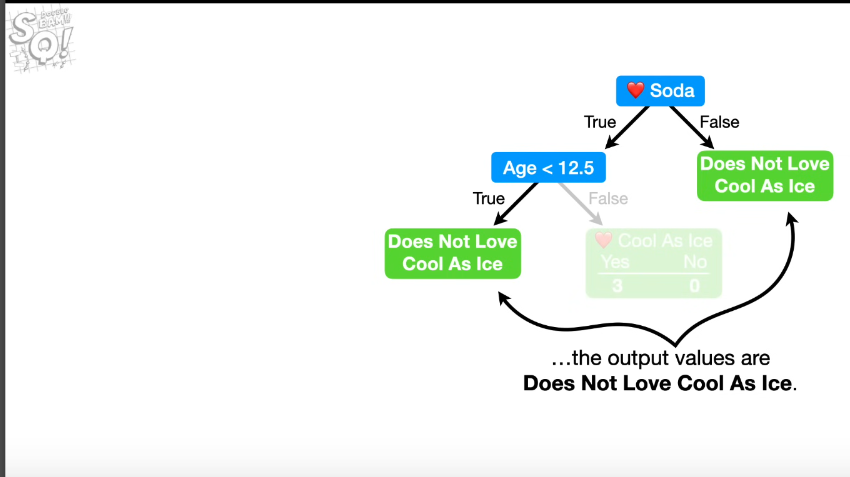 SQ!
❤️ Soda
True
False
Age < 12.5
Does Not Love
Cool As Ice
True
False
Does Not Love
Cool As Ice
❤️ Cool As Ice
Yes No
3 0
…the output values are
Does Not Love Cool As Ice.